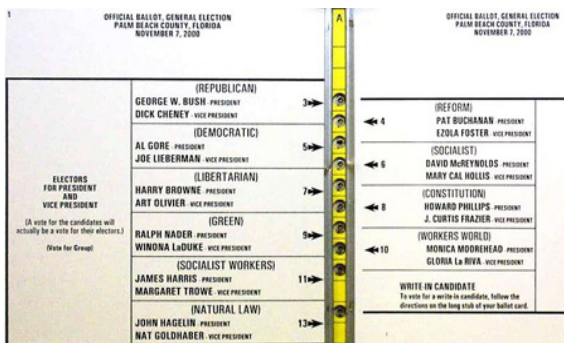 1
OFFICIAL BALLOT, GENERAL ELECTION
PALM BEACH COUNTY, FLORIDA
NOVEMBER 7, 2000
ELECTORS
FOR PRESIDENT
AND
VICE PRESIDENT
(A vote for the candidates will
actually be a vote for their electors.)
(Vote for Group)
(REPUBLICAN)
GEORGE W. BUSH - PRESIDENT 3
DICK CHENEY - VICE PRESIDENT
(DEMOCRATIC)
AL GORE - PRESIDENT 5
JOE LIEBERMAN - VICE PRESIDENT
(LIBERTARIAN)
HARRY BROWNE - PRESIDENT 7
ART OLIVIER - VICE PRESIDENT
(GREEN)
RALPH NADER - PRESIDENT 9
WINONA LaDUKE - VICE PRESIDENT
(SOCIALIST WORKERS)
JAMES HARRIS - PRESIDENT 11
MARGARET TROWE - VICE PRESIDENT
(NATURAL LAW)
JOHN HAGELIN - PRESIDENT 13
NAT GOLDHABER - VICE PRESIDENT
A
OFFICIAL BALLOT, GENERAL ELECTION
PALM BEACH COUNTY, FLORIDA
NOVEMBER 7, 2000
(REFORM)
4 PAT BUCHANAN - PRESIDENT
EZOLA FOSTER - VICE PRESIDENT
(SOCIALIST)
6 DAVID McREYNOLDS - PRESIDENT
MARY CAL HOLLIS - VICE PRESIDENT
(CONSTITUTION)
8 HOWARD PHILLIPS - PRESIDENT
J. CURTIS FRAZIER - VICE PRESIDENT
(WORKERS WORLD)
10 MONICA MOOREHEAD - PRESIDENT
GLORIA La RIVA - VICE PRESIDENT
WRITE-IN CANDIDATE
To vote for a write-in candidate, follow the
directions on the long stub of your ballot card.